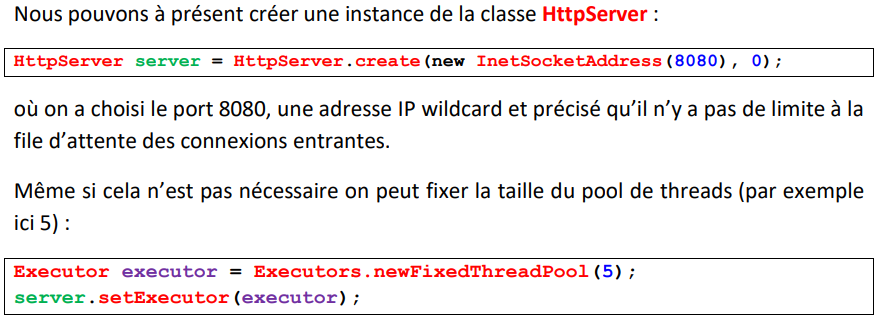 Nous pouvons à présent créer une instance de la classe HttpServer :
HttpServer server = HttpServer.create(new InetSocketAddress(8080), 0);
où on a choisi le port 8080, une adresse IP wildcard et précisé qu’il n’y a pas de limite à la
file d’attente des connexions entrantes.
Même si cela n’est pas nécessaire on peut fixer la taille du pool de threads (par exemple
ici 5) :
Executor executor = Executors.newFixedThreadPool(5);
server.setExecutor(executor);